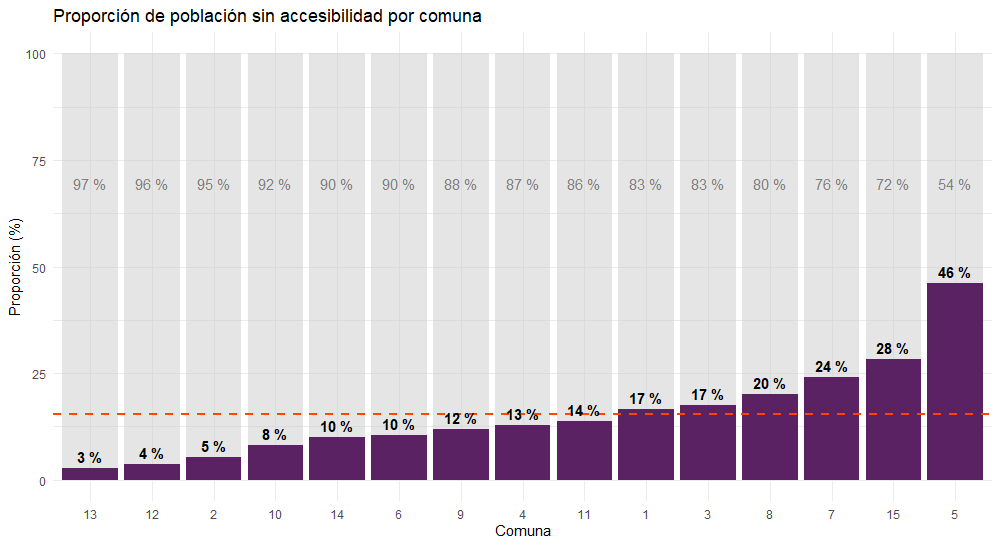 Proporción de población sin accesibilidad por comuna
Proporción (%)
100
75
50
25
0
97 % 96 % 95 % 92 % 90 % 90 % 88 % 87 % 86 % 83 % 83 % 80 % 76 % 72 % 54 %
3 % 4 % 5 % 8 % 10 % 10 % 12 % 13 % 14 % 17 % 17 % 20 % 24 % 28 % 46 %
13 12 2 10 14 6 9 4 11 1 3 8 7 15 5
Comuna